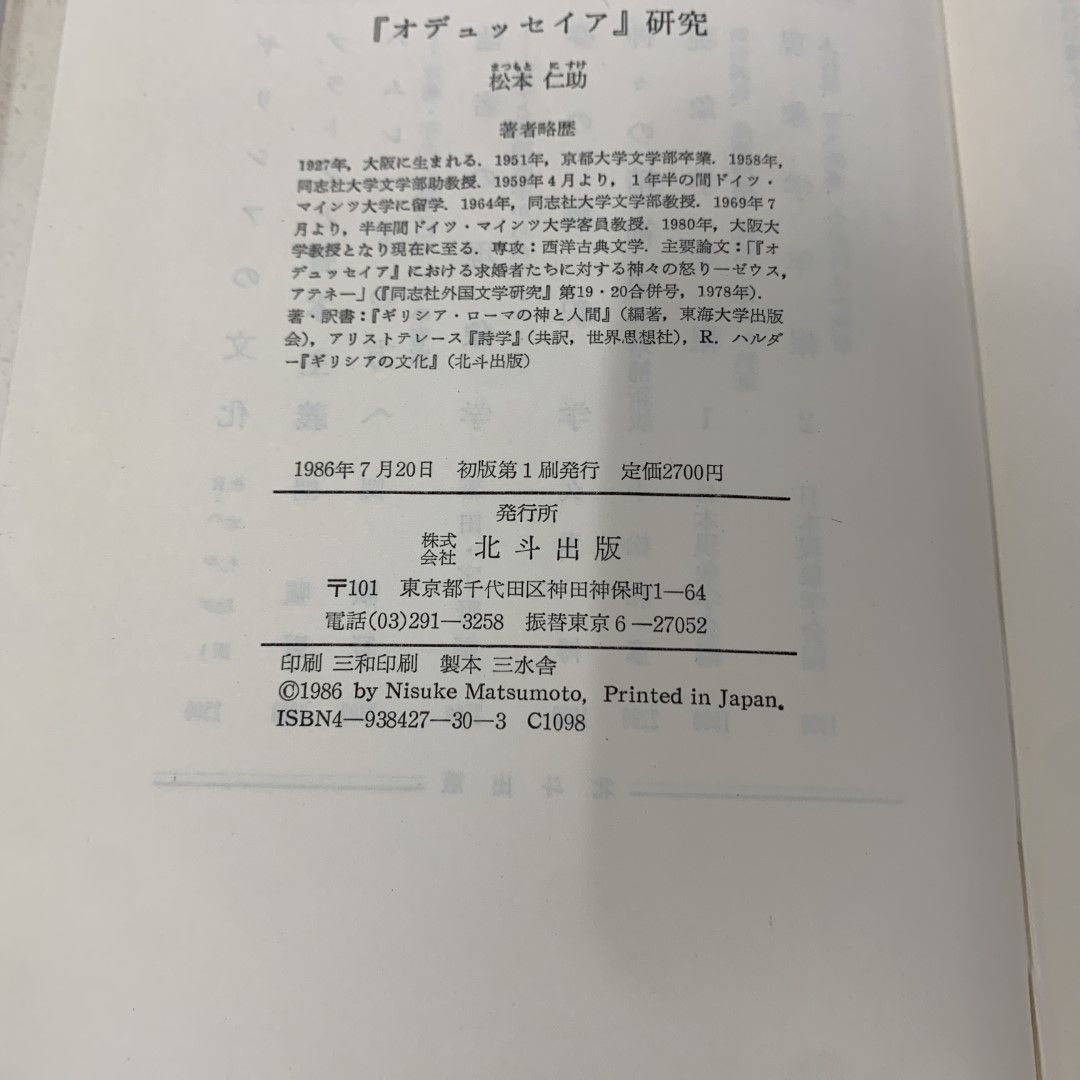 『オデュッセイア』研究
まつもと に すけ
松本 仁助
著者略歴
1927年，大阪に生まれる．1951年，京都大学文学部卒業．1958年，
同志社大学文学部助教授．1959年4月より，1年半の間ドイツ・
マインツ大学に留学．1964年，同志社大学文学部教授．1969年7
月より，半年間ドイツ・マインツ大学客員教授．1980年，大阪大
学教授となり現在に至る．専攻：西洋古典文学．主要論文：「『オ
デュッセイア』における求婚者たちに対する神々の怒り―ゼウス，
アテネー」（『同志社外国文学研究』第19・20合併号，1978年）．
著・訳書：『ギリシア・ローマの神と人間』（編著，東海大学出版
会），アリストテレース『詩学』（共訳，世界思想社），R．ハルダ
ー『ギリシアの文化』（北斗出版）
1986年7月20日 初版第1刷発行 定価2700円
発行所
株式会社 北斗出版
〒101 東京都千代田区神田神保町1―64
電話(03)291―3258 振替東京6―27052
印刷 三和印刷 製本 三水舎
©1986 by Nisuke Matsumoto, Printed in Japan.
ISBN4―938427―30―3 C1098